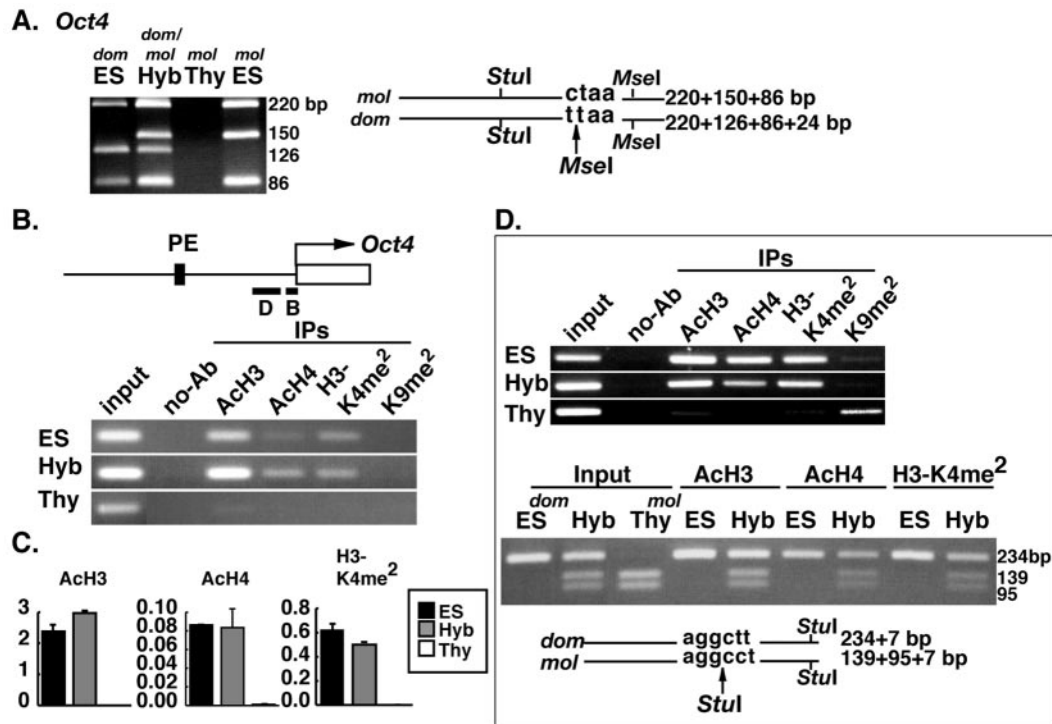 A. Oct4
dom dom/ mol mol mol
ES Hyb Thy ES
220 bp
150
126
86
StuI MseI
mol ctaa 220+150+86 bp
dom ttaa 220+126+86+24 bp
StuI MseI
MseI
B.
PE Oct4
D B
IPs
input no-Ab AcH3 AcH4 H3-K4me2 K9me2
ES
Hyb
Thy
C.
AcH3 AcH4 H3-K4me2
3 2 1 0
0.10 0.08 0.06 0.04 0.02 0.00
0.8 0.6 0.4 0.2 0.0
ES
Hyb
Thy
D.
IPs
input no-Ab AcH3 AcH4 H3-K4me2 K9me2
ES
Hyb
Thy
Input AcH3 AcH4 H3-K4me2
dom mol
ES Hyb Thy ES Hyb ES Hyb ES Hyb
234bp
139
95
StuI
dom aggctt 234+7 bp
mol aggcct 139+95+7 bp
StuI
StuI